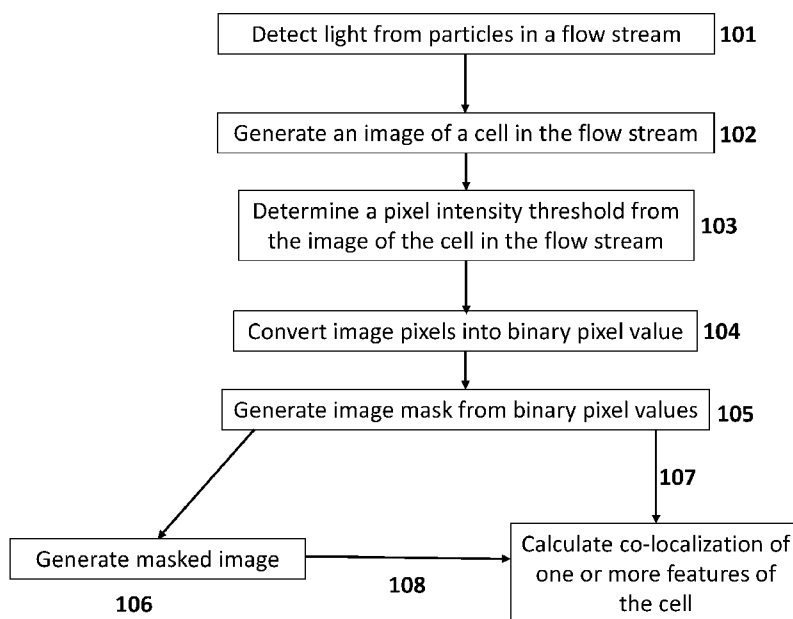 Detect light from particles in a flow stream 101
Generate an image of a cell in the flow stream 102
Determine a pixel intensity threshold from
the image of the cell in the flow stream 103
Convert image pixels into binary pixel value 104
Generate image mask from binary pixel values 105
107
Generate masked image
106
108
Calculate co-localization of
one or more features of
the cell